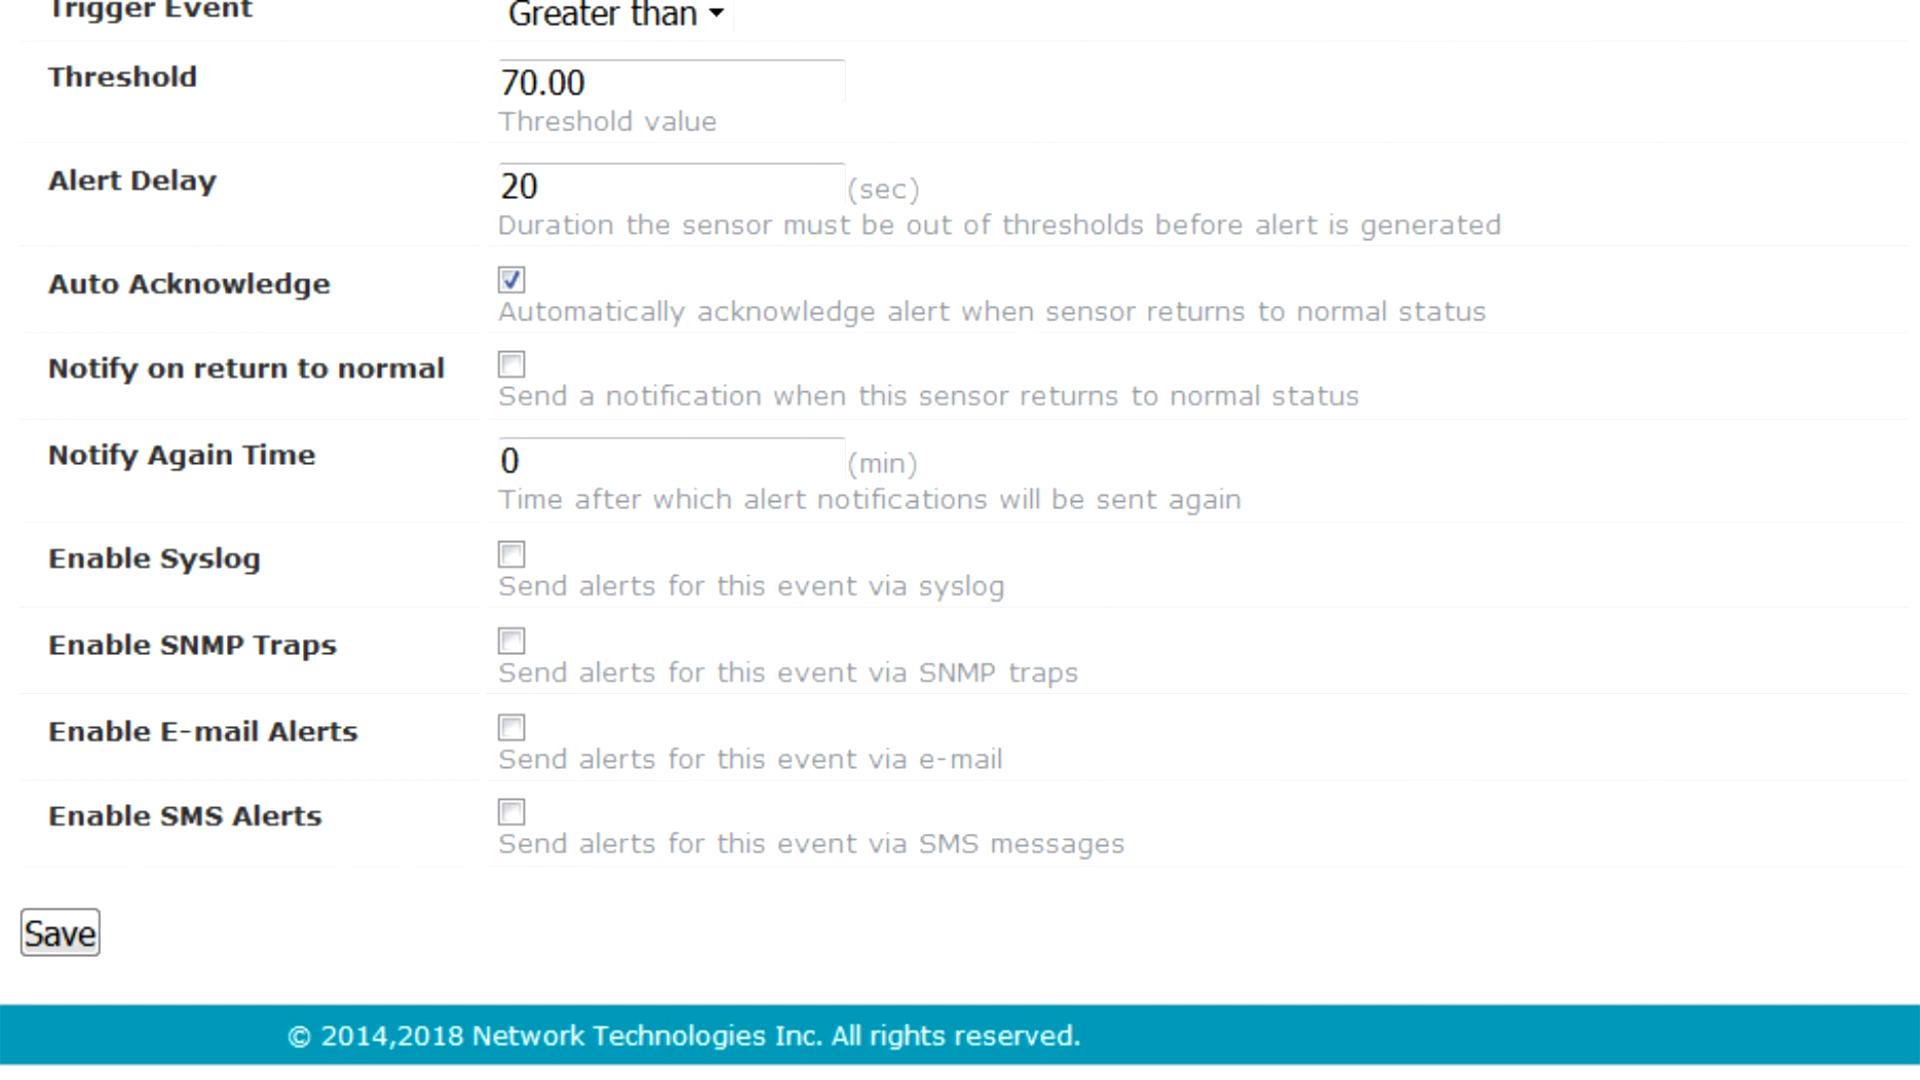 Trigger Event Greater than
Threshold 70.00
Threshold value
Alert Delay 20 (sec)
Duration the sensor must be out of thresholds before alert is generated
Auto Acknowledge
Automatically acknowledge alert when sensor returns to normal status
Notify on return to normal
Send a notification when this sensor returns to normal status
Notify Again Time 0 (min)
Time after which alert notifications will be sent again
Enable Syslog
Send alerts for this event via syslog
Enable SNMP Traps
Send alerts for this event via SNMP traps
Enable E-mail Alerts
Send alerts for this event via e-mail
Enable SMS Alerts
Send alerts for this event via SMS messages
Save
© 2014,2018 Network Technologies Inc. All rights reserved.